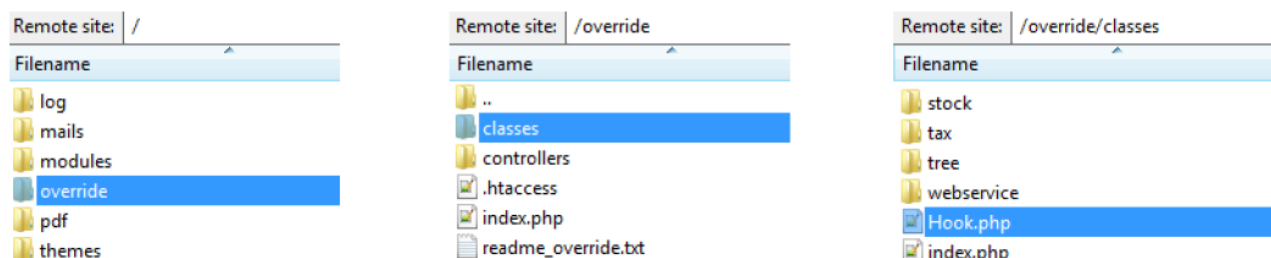 Remote site: /
Filename
log
mails
modules
override
pdf
themes
Remote site: /override
Filename
..
classes
controllers
.htaccess
index.php
readme_override.txt
Remote site: /override/classes
Filename
stock
tax
tree
webservice
Hook.php
index.php